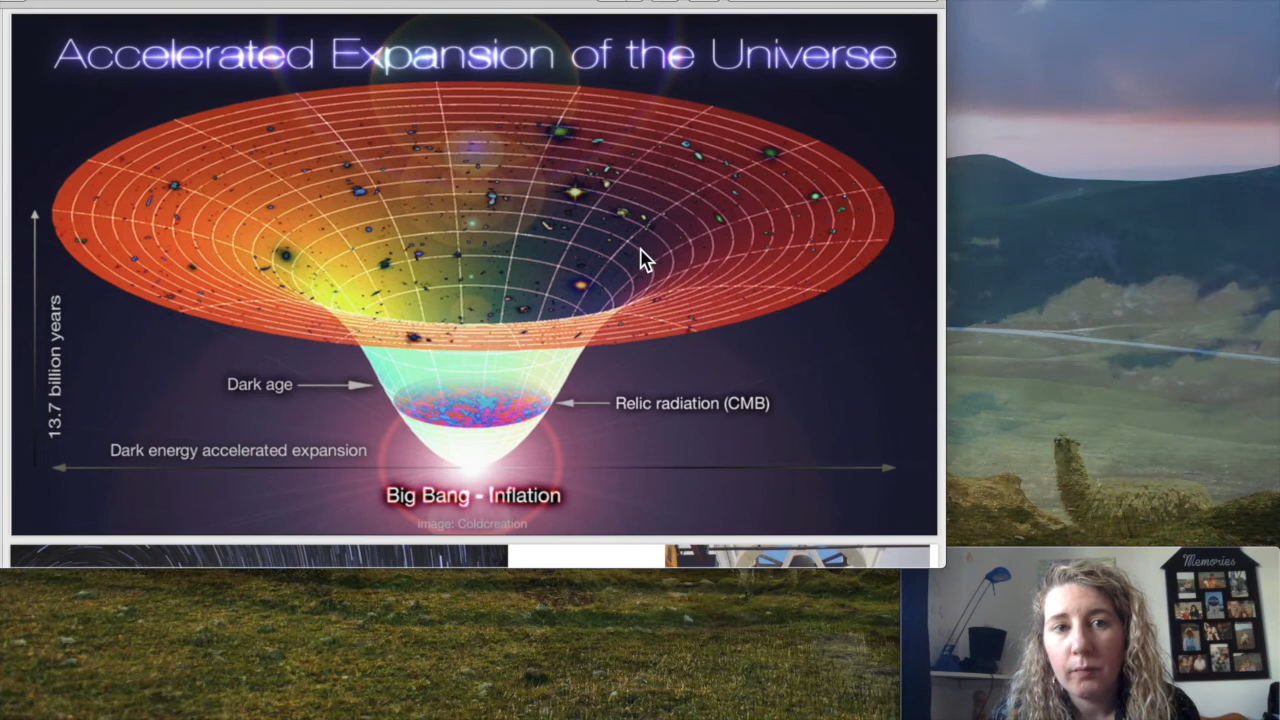 Accelerated Expansion of the Universe
13.7 billion years
Dark age
Relic radiation (CMB)
Dark energy accelerated expansion
Big Bang - Inflation
image: Coldcreation
Memories